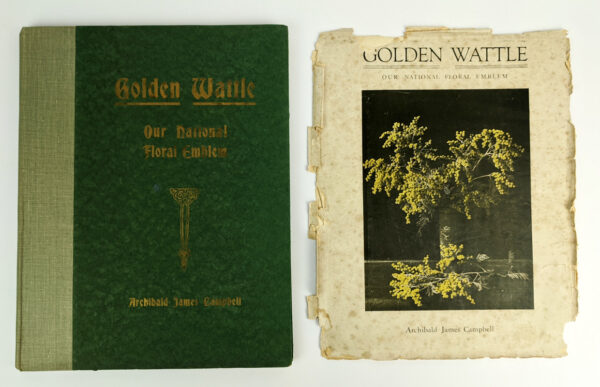 Golden Wattle
Our National
Floral Emblem
Archibald James Campbell
GOLDEN WATTLE
OUR NATIONAL FLORAL EMBLEM
Archibald James Campbell